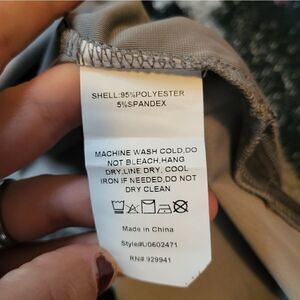 SHELL:95%POLYESTER
5%SPANDEX
MACHINE WASH COLD,DO
NOT BLEACH,HANG
DRY,LINE DRY, COOL
IRON IF NEEDED,DO NOT
DRY CLEAN
Made in China
Style#U0602471
RN# 929941